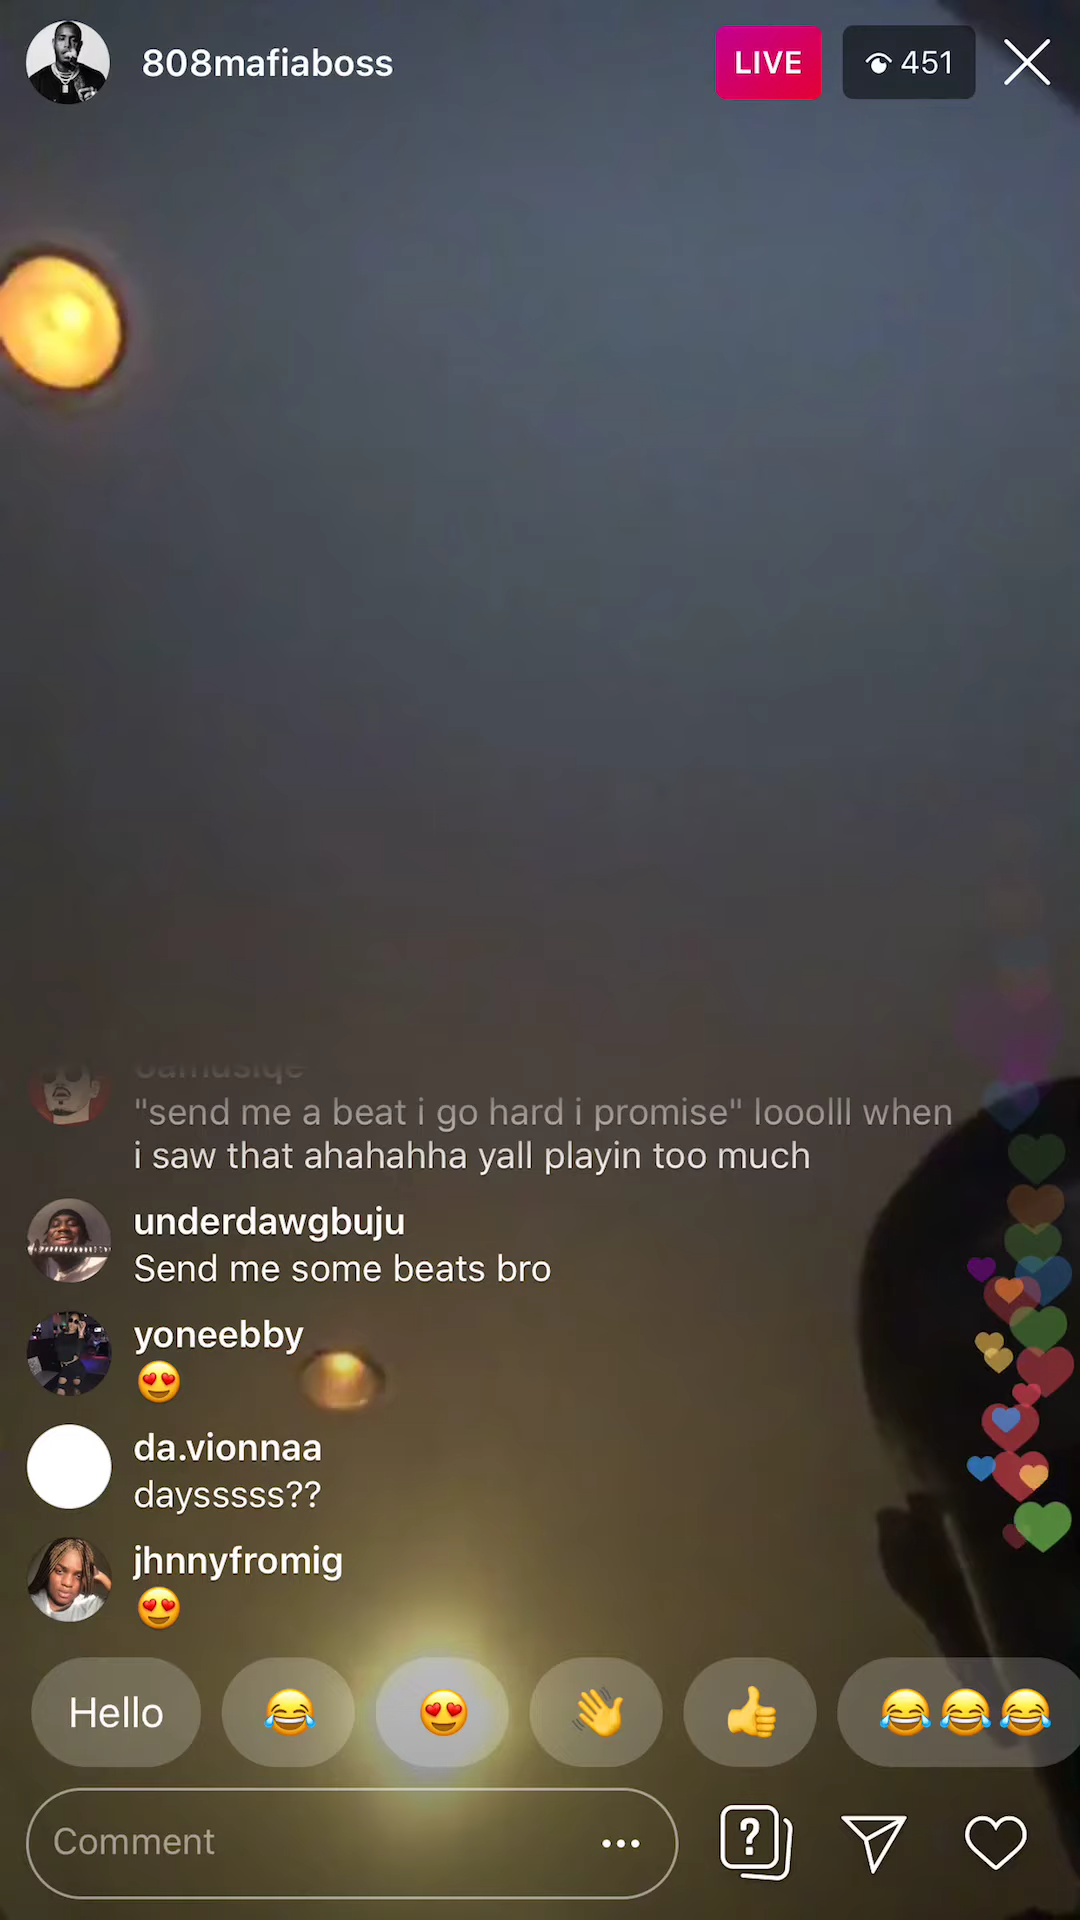 808mafiaboss
LIVE
451
"send me a beat i go hard i promise" looolll when
i saw that ahahahha yall playin too much
underdawgbuju
Send me some beats bro
yoneebby
😍
da.vionnaa
daysssss??
jhnnyfromig
😍
Hello 😂 😍 👋 👍 😂😂😂
Comment